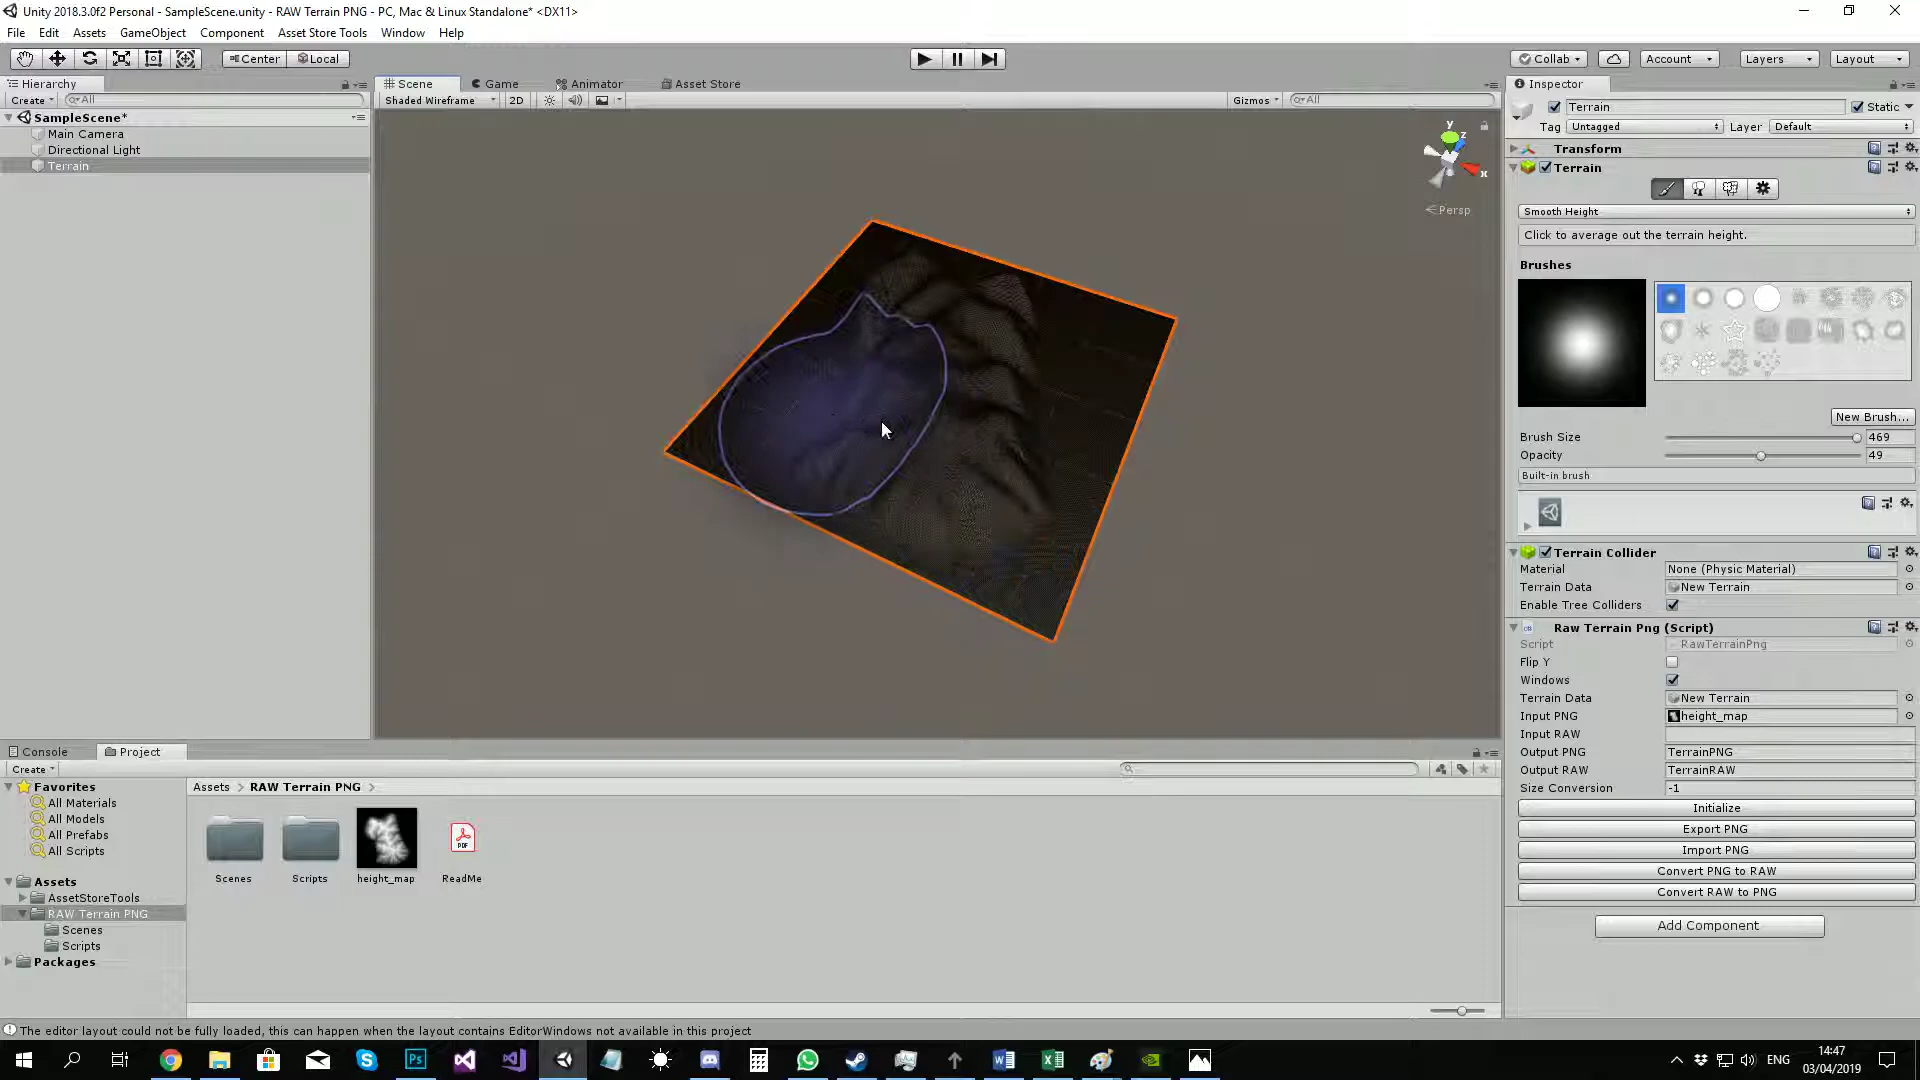 Unity 2018.3.0f2 Personal - SampleScene.unity - RAW Terrain PNG - PC, Mac & Linux Standalone* <DX11>
File Edit Assets GameObject Component Asset Store Tools Window Help
Center Local Collab Account Layers Layout
Hierarchy
Create All
SampleScene*
Main Camera
Directional Light
Terrain
Scene Game Animator Asset Store
Shaded Wireframe 2D Gizmos All
y
z
x
Persp
Inspector
Terrain Static
Tag Untagged Layer Default
Transform
Terrain
Smooth Height
Click to average out the terrain height.
Brushes
New Brush...
Brush Size 469
Opacity 49
Built-in brush
Terrain Collider
Material None (Physic Material)
Terrain Data New Terrain
Enable Tree Colliders
Raw Terrain Png (Script)
Script RawTerrainPng
Flip Y
Windows
Terrain Data New Terrain
Input PNG height_map
Input RAW
Output PNG TerrainPNG
Output RAW TerrainRAW
Size Conversion -1
Initialize
Export PNG
Import PNG
Convert PNG to RAW
Convert RAW to PNG
Add Component
Console Project
Create
Favorites
All Materials
All Models
All Prefabs
All Scripts
Assets
AssetStoreTools
RAW Terrain PNG
Scenes
Scripts
Packages
Assets > RAW Terrain PNG >
PDF
Scenes Scripts height_map ReadMe
The editor layout could not be fully loaded, this can happen when the layout contains EditorWindows not available in this project
Ps
ENG
14:47
03/04/2019